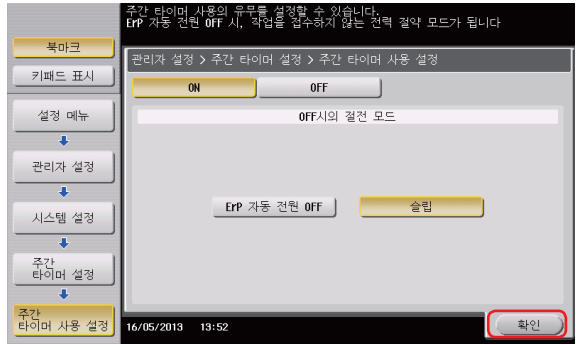 주간 타이머 사용의 유무를 설정할 수 있습니다.
ErP 자동 전원 OFF 시, 작업을 접수하지 않는 전력 절약 모드가 됩니다
북마크
키패드 표시
설정 메뉴
관리자 설정
시스템 설정
주간
타이머 설정
주간
타이머 사용 설정
관리자 설정 > 주간 타이머 설정 > 주간 타이머 사용 설정
ON
OFF
OFF시의 절전 모드
ErP 자동 전원 OFF
슬립
16/05/2013 13:52
확인